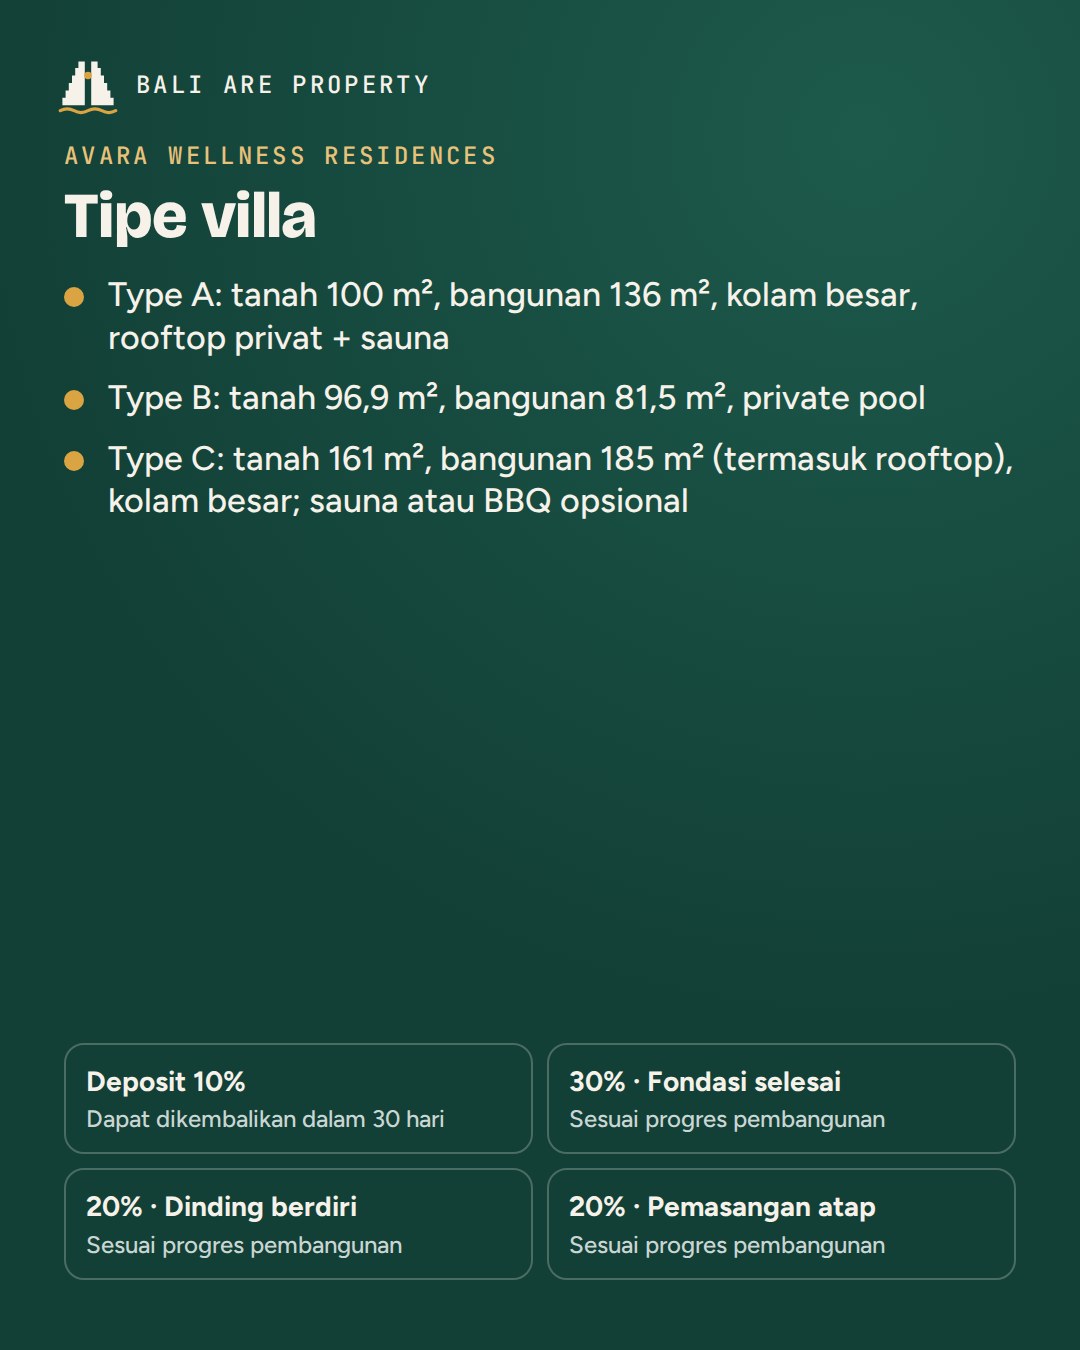 BALI ARE PROPERTY
AVARA WELLNESS RESIDENCES
Tipe villa
Type A: tanah 100 m², bangunan 136 m², kolam besar,
rooftop privat + sauna
Type B: tanah 96,9 m², bangunan 81,5 m², private pool
Type C: tanah 161 m², bangunan 185 m² (termasuk rooftop),
kolam besar; sauna atau BBQ opsional
Deposit 10%
Dapat dikembalikan dalam 30 hari
30% · Fondasi selesai
Sesuai progres pembangunan
20% · Dinding berdiri
Sesuai progres pembangunan
20% · Pemasangan atap
Sesuai progres pembangunan